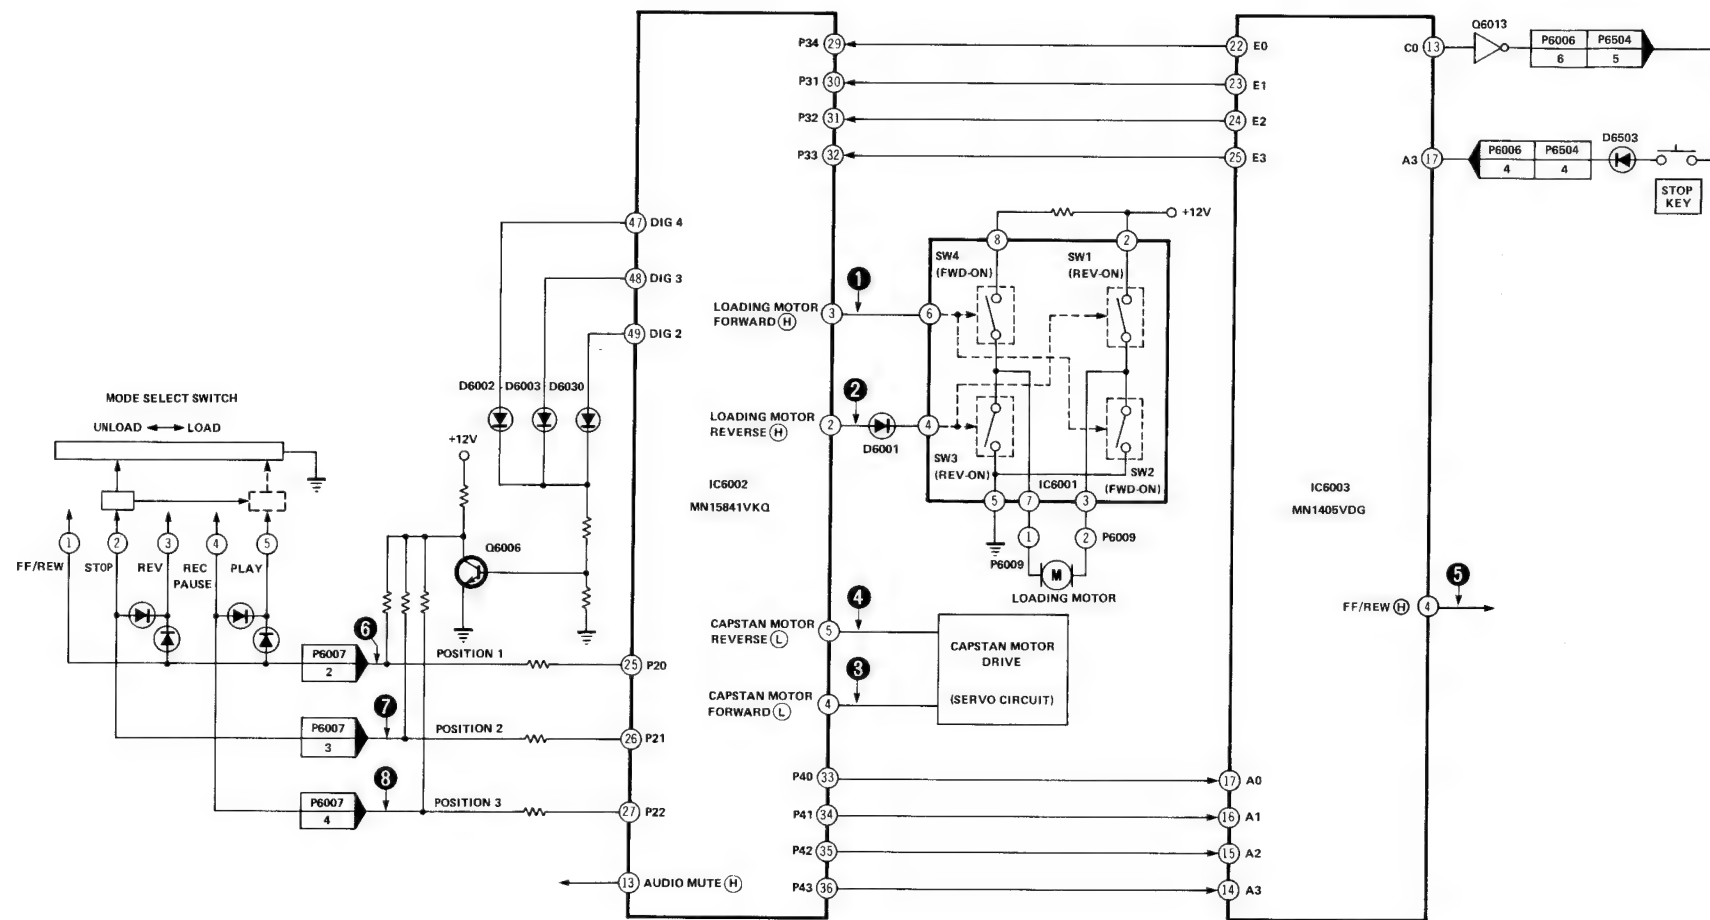 P34 29
P31 30
P32 31
P33 32
22 E0
23 E1
24 E2
25 E3
C0 13
Q6013
P6006 P6504
6 5
A3 17
P6006 P6504
4 4
D6503
STOP
KEY
47 DIG 4
48 DIG 3
49 DIG 2
+12V
8
2
SW4
(FWD-ON)
SW1
(REV-ON)
1
LOADING MOTOR
FORWARD H
3
6
2
LOADING MOTOR
REVERSE H
2
D6001
4
SW3
(REV-ON)
SW2
(FWD-ON)
IC6001
5
7
3
1
2
P6009
P6009
M
LOADING MOTOR
D6002
D6003
D6030
MODE SELECT SWITCH
UNLOAD LOAD
+12V
Q6006
1
2
3
4
5
FF/REW
STOP
REV
REC
PAUSE
PLAY
IC6002
MN15841VKQ
IC6003
MN1405VDG
4
CAPSTAN MOTOR
REVERSE L
5
CAPSTAN MOTOR
DRIVE
(SERVO CIRCUIT)
3
CAPSTAN MOTOR
FORWARD L
4
FF/REW H
4
5
6
P6007
2
POSITION 1
25 P20
7
P6007
3
POSITION 2
26 P21
8
P6007
4
POSITION 3
27 P22
13 AUDIO MUTE H
P40 33
P41 34
P42 35
P43 36
17 A0
16 A1
15 A2
14 A3